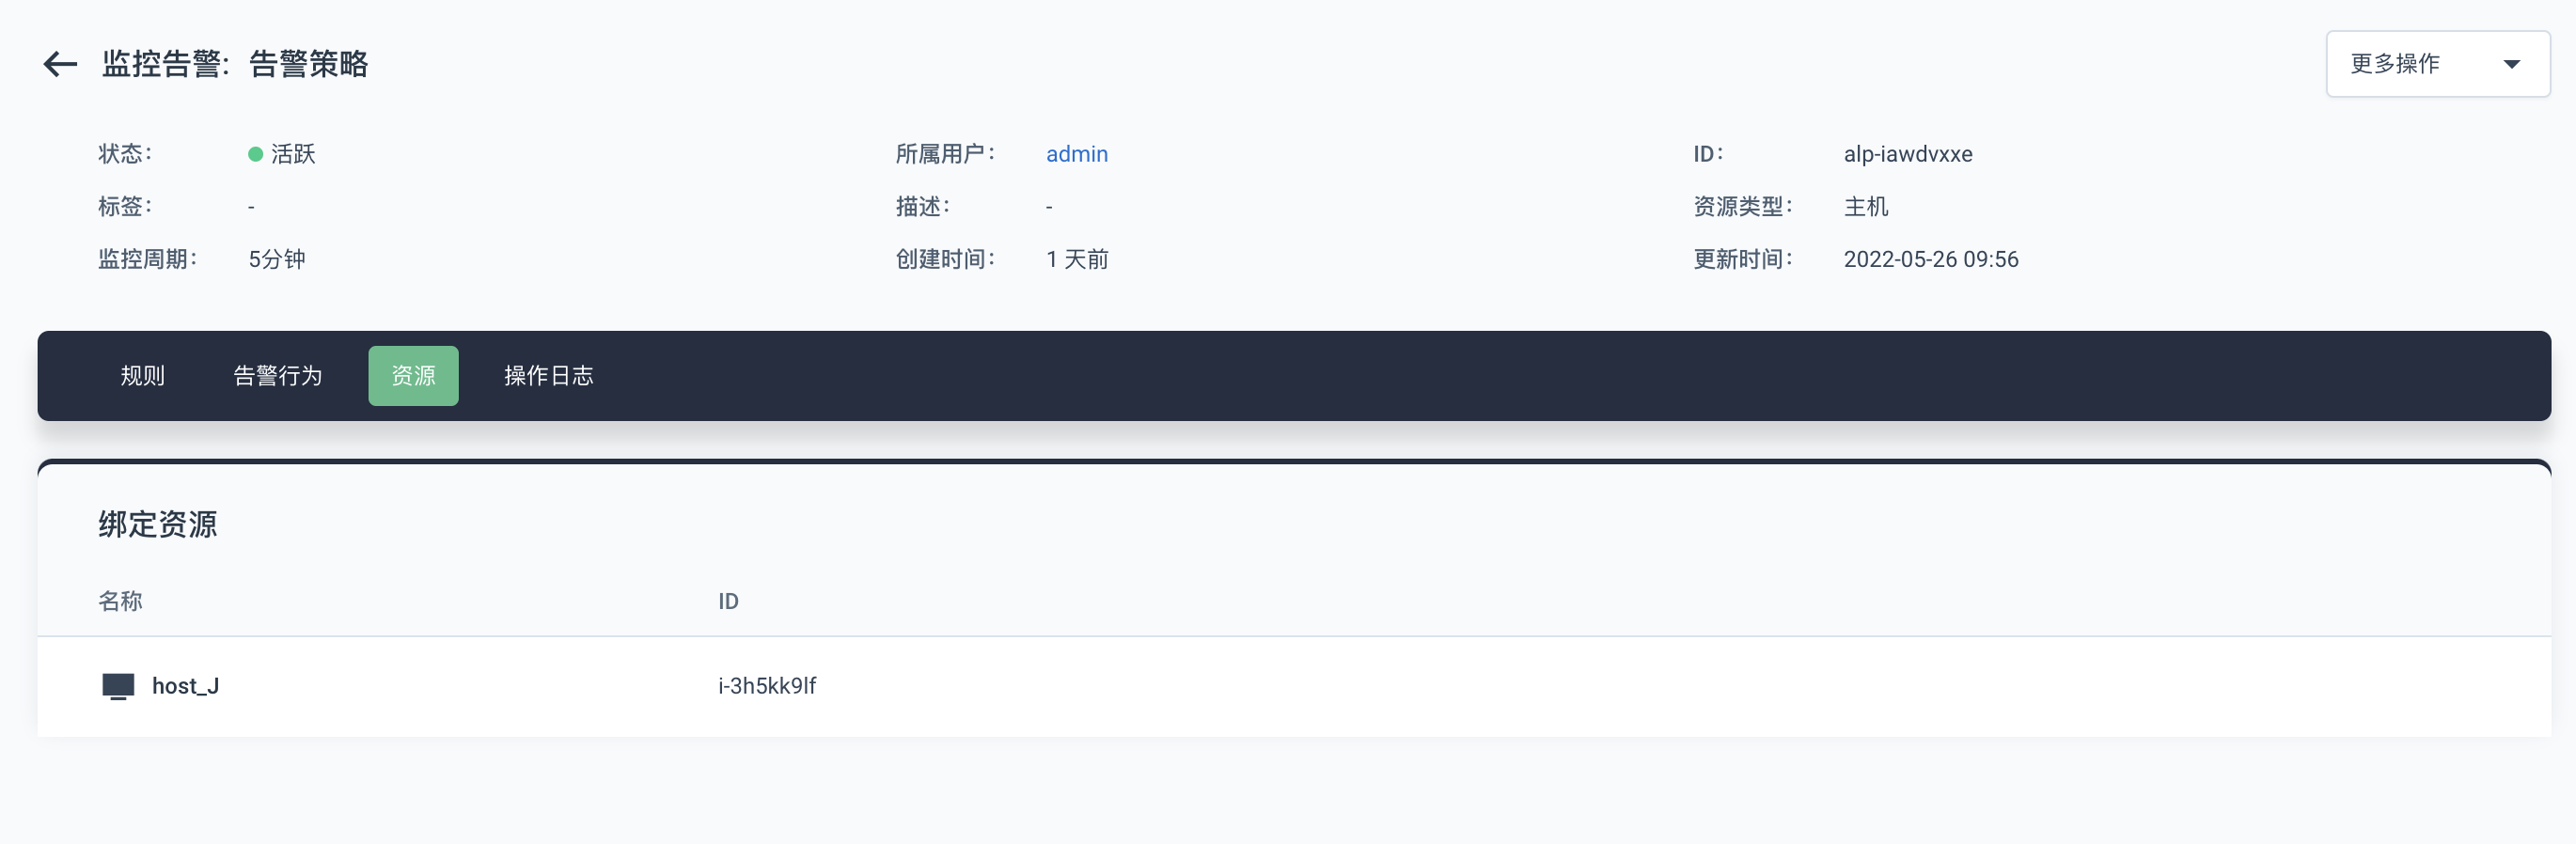 监控告警: 告警策略
更多操作
状态: 活跃
所属用户: admin
ID: alp-iawdvxxe
标签: -
描述: -
资源类型: 主机
监控周期: 5分钟
创建时间: 1 天前
更新时间: 2022-05-26 09:56
规则 告警行为 资源 操作日志
绑定资源
名称 ID
host_J i-3h5kk9lf